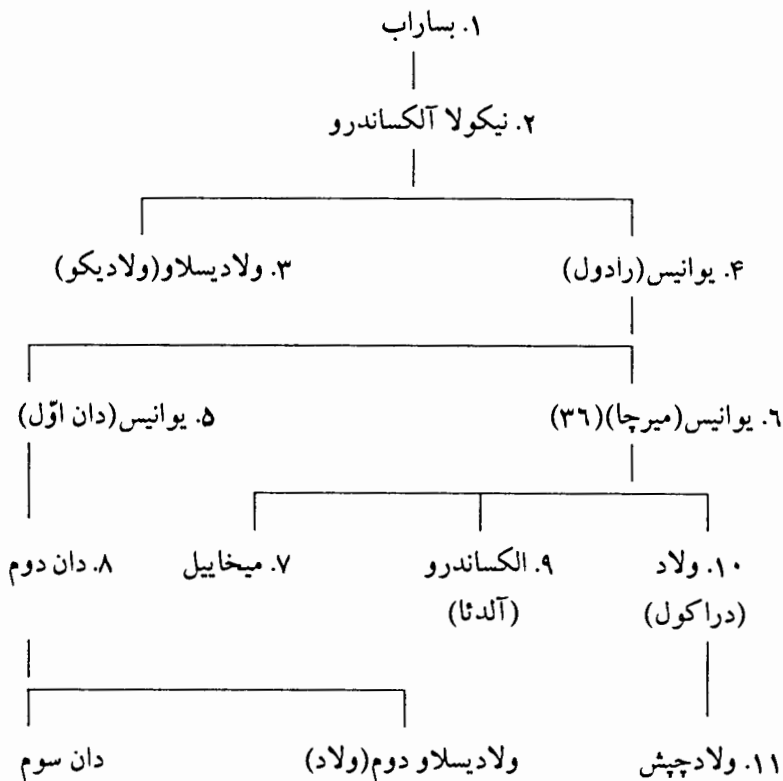 ۱. بساراب
۲. نیکولا آلکساندرو
۴. یوانیس(رادول)
۳. ولادیسلاو(ولادیکو)
۶. یوانیس(میرچا)(۳۶)
۵. یوانیس(دان اوّل)
۱۰. ولاد
(دراکول)
۹. الکساندرو
(آلدئا)
۷. میخاییل
۸. دان دوم
۱۱. ولادچپش
ولادیسلاو دوم(ولاد)
دان سوم